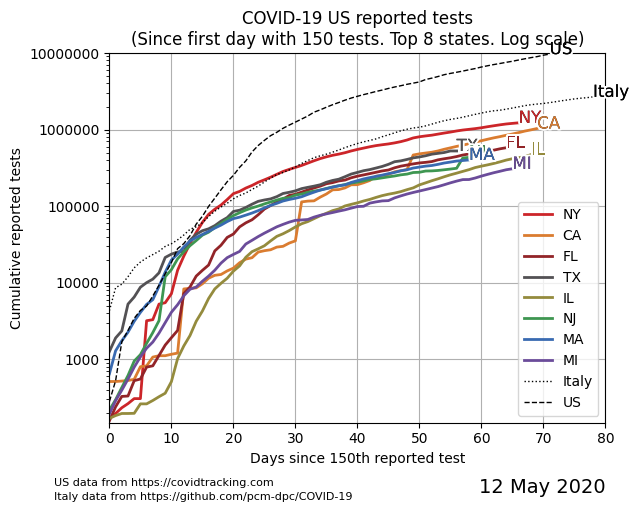 COVID-19 US reported tests
(Since first day with 150 tests. Top 8 states. Log scale)
10000000
1000000
100000
10000
1000
Cumulative reported tests
US
Italy
NY
CA
TX
FL
IL
MA
MI
NY
CA
FL
TX
IL
NJ
MA
MI
Italy
US
0 10 20 30 40 50 60 70 80
Days since 150th reported test
US data from https://covidtracking.com
Italy data from https://github.com/pcm-dpc/COVID-19
12 May 2020